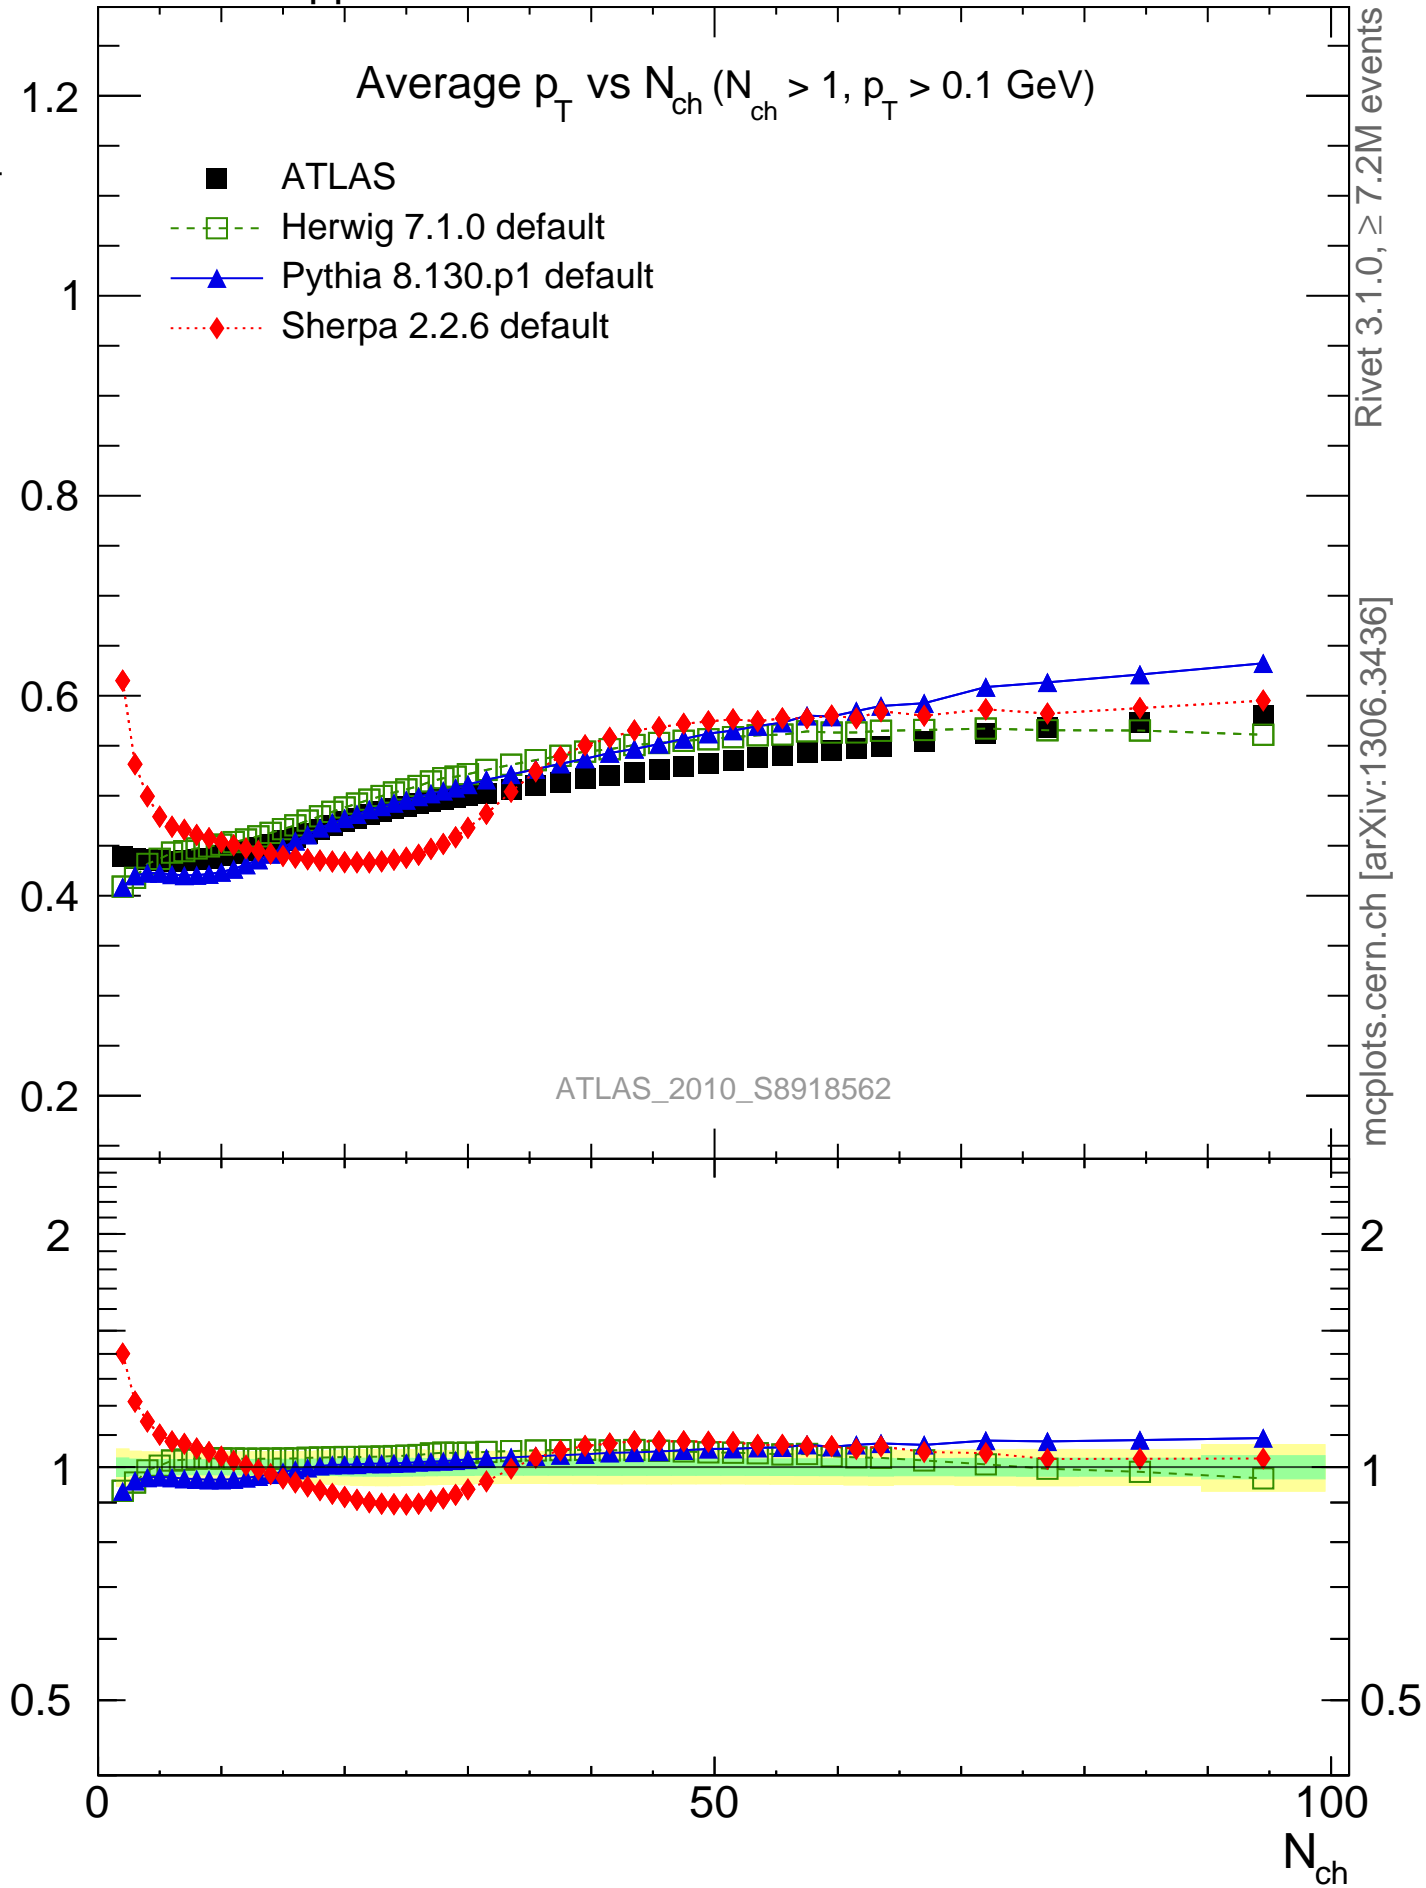 Average p_T vs N_ch (N_ch > 1, p_T > 0.1 GeV)
ATLAS
Herwig 7.1.0 default
Pythia 8.130.p1 default
Sherpa 2.2.6 default
1.2
1
0.8
0.6
0.4
0.2
ATLAS_2010_S8918562
Rivet 3.1.0, ≥ 7.2M events
mcplots.cern.ch [arXiv:1306.3436]
2
1
0.5
2
1
0.5
0
50
100
N_ch